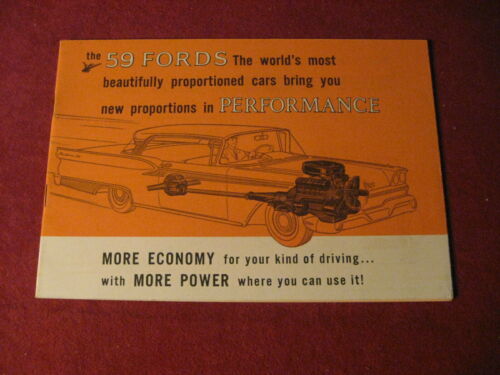 the 59 FORDS The world's most
beautifully proportioned cars bring you
new proportions in PERFORMANCE
MORE ECONOMY for your kind of driving...
with MORE POWER where you can use it!